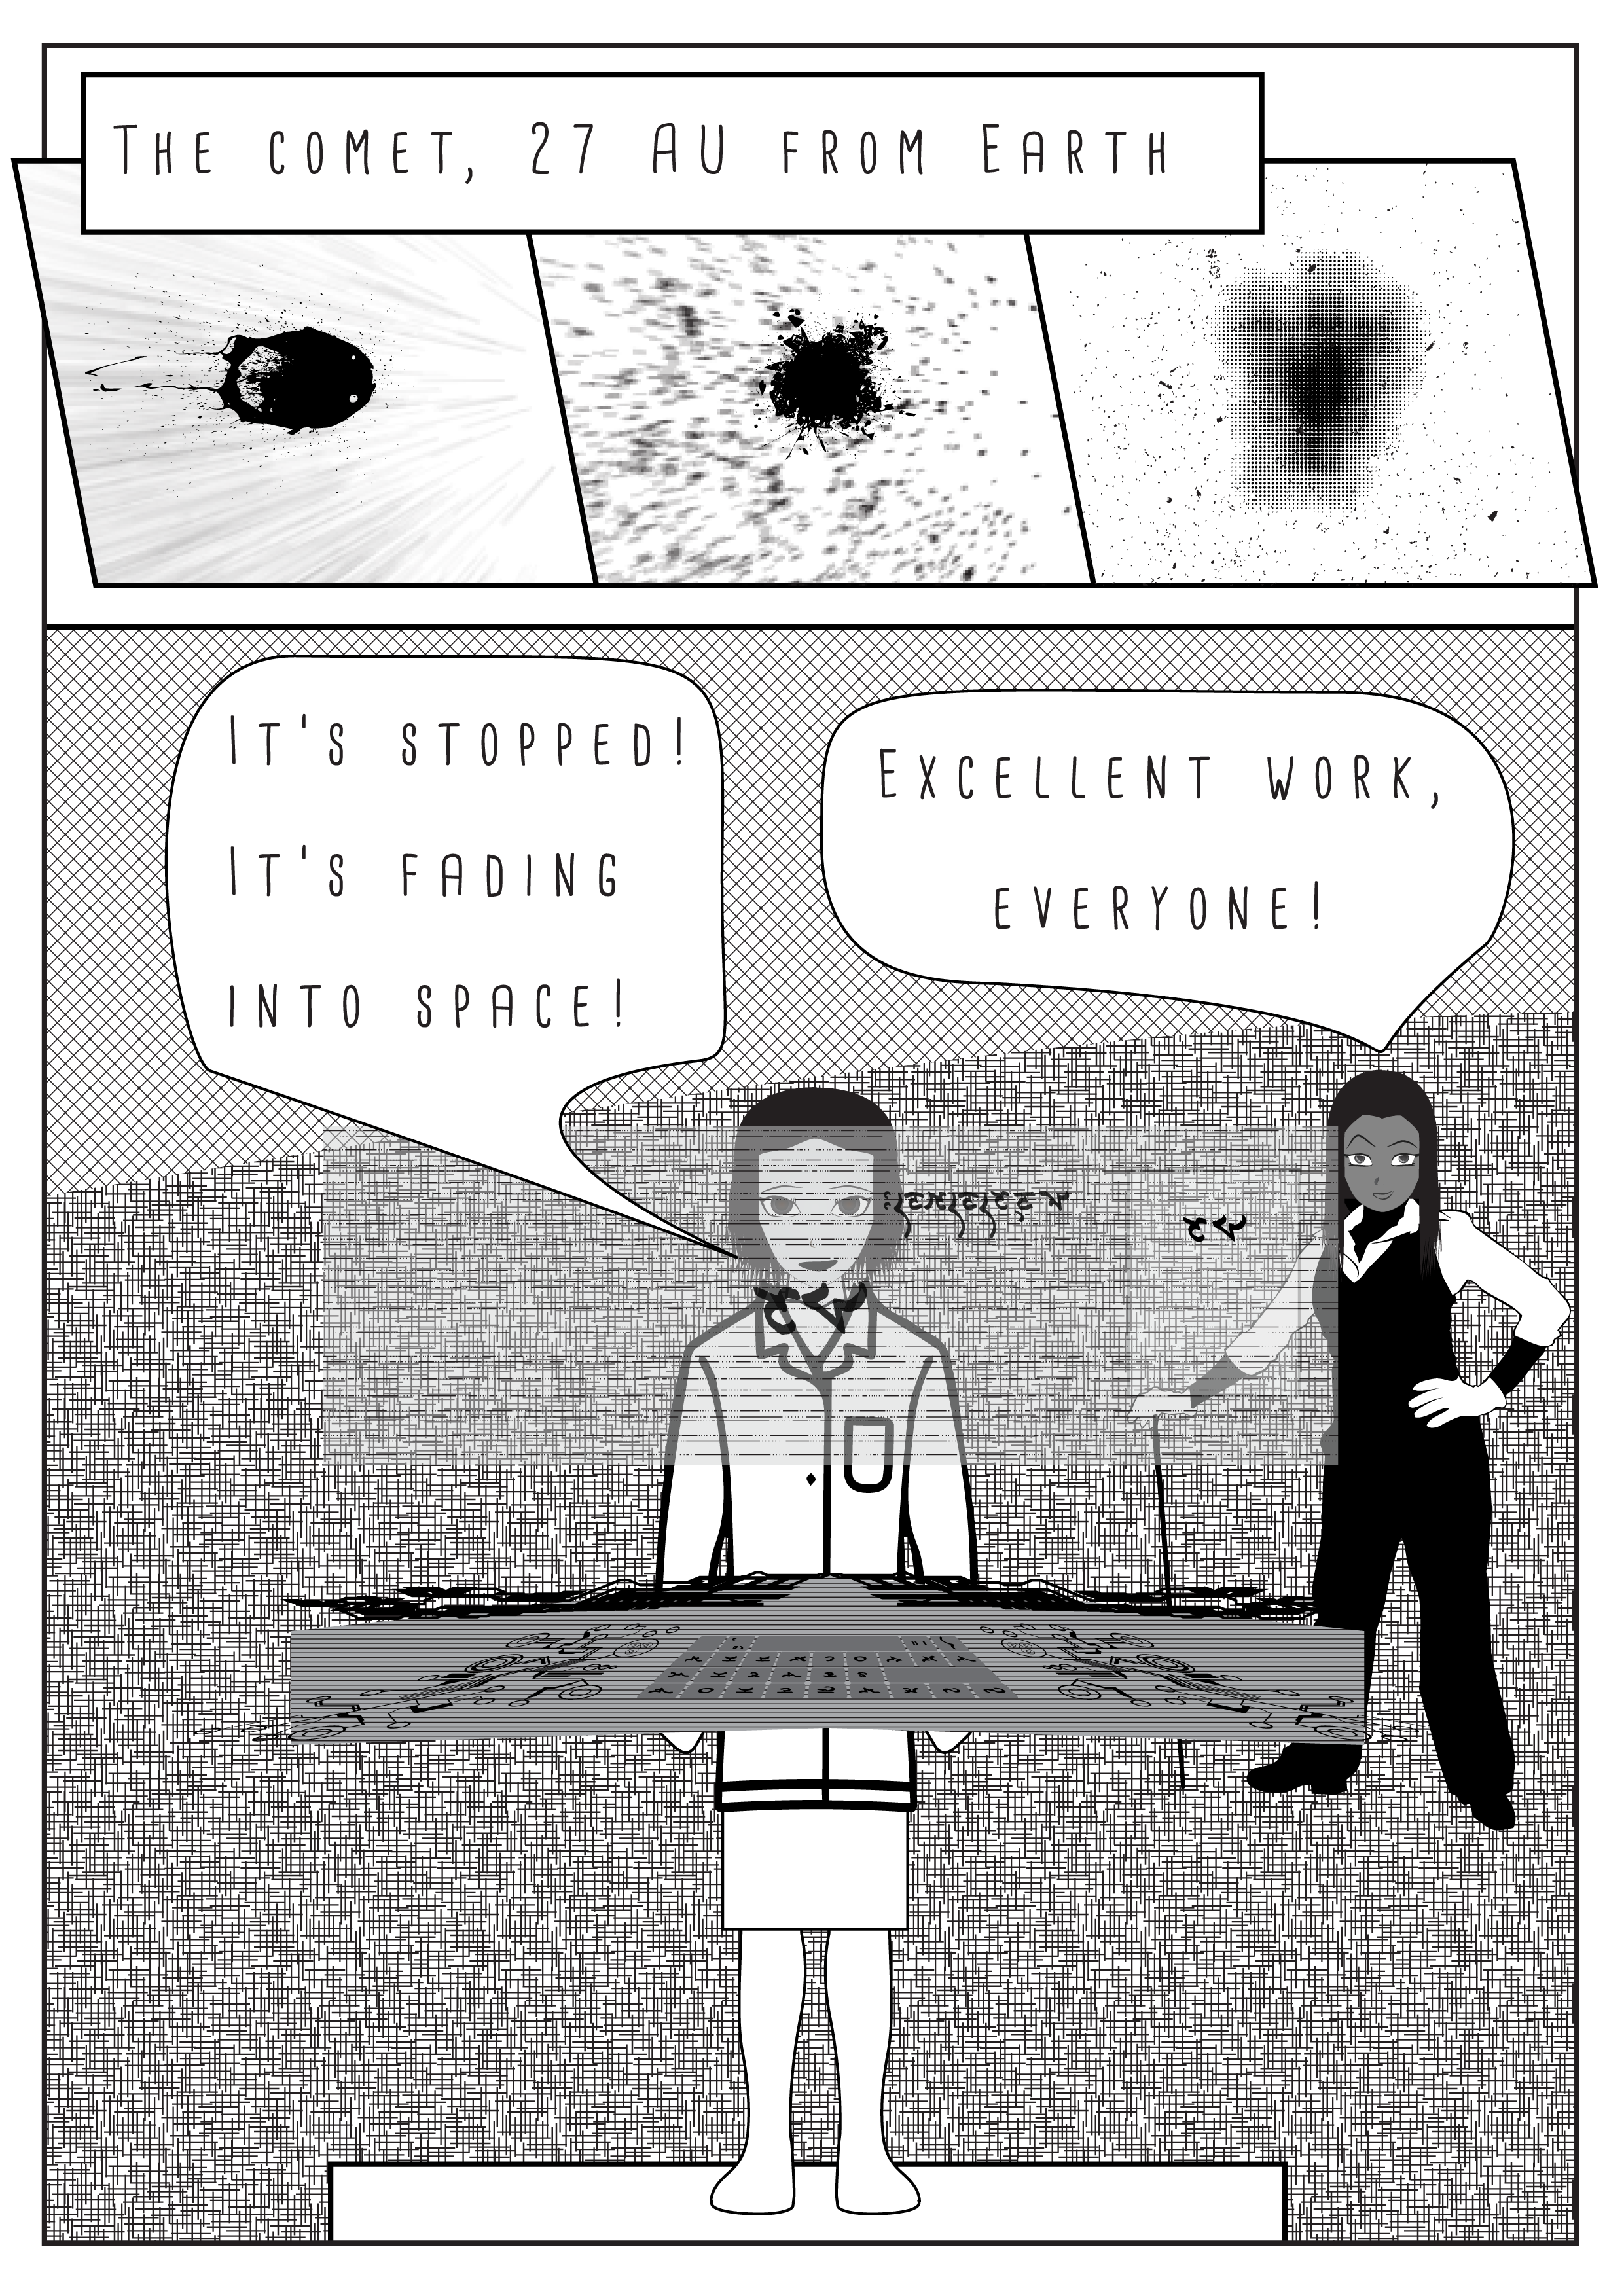 The comet, 27 AU from Earth
It's stopped!
It's fading
into space!
Excellent work,
everyone!